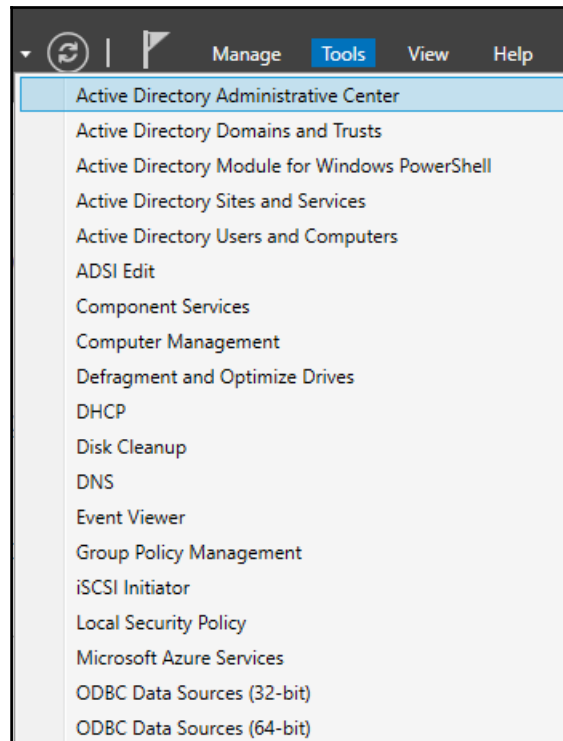 Manage Tools View Help
Active Directory Administrative Center
Active Directory Domains and Trusts
Active Directory Module for Windows PowerShell
Active Directory Sites and Services
Active Directory Users and Computers
ADSI Edit
Component Services
Computer Management
Defragment and Optimize Drives
DHCP
Disk Cleanup
DNS
Event Viewer
Group Policy Management
iSCSI Initiator
Local Security Policy
Microsoft Azure Services
ODBC Data Sources (32-bit)
ODBC Data Sources (64-bit)